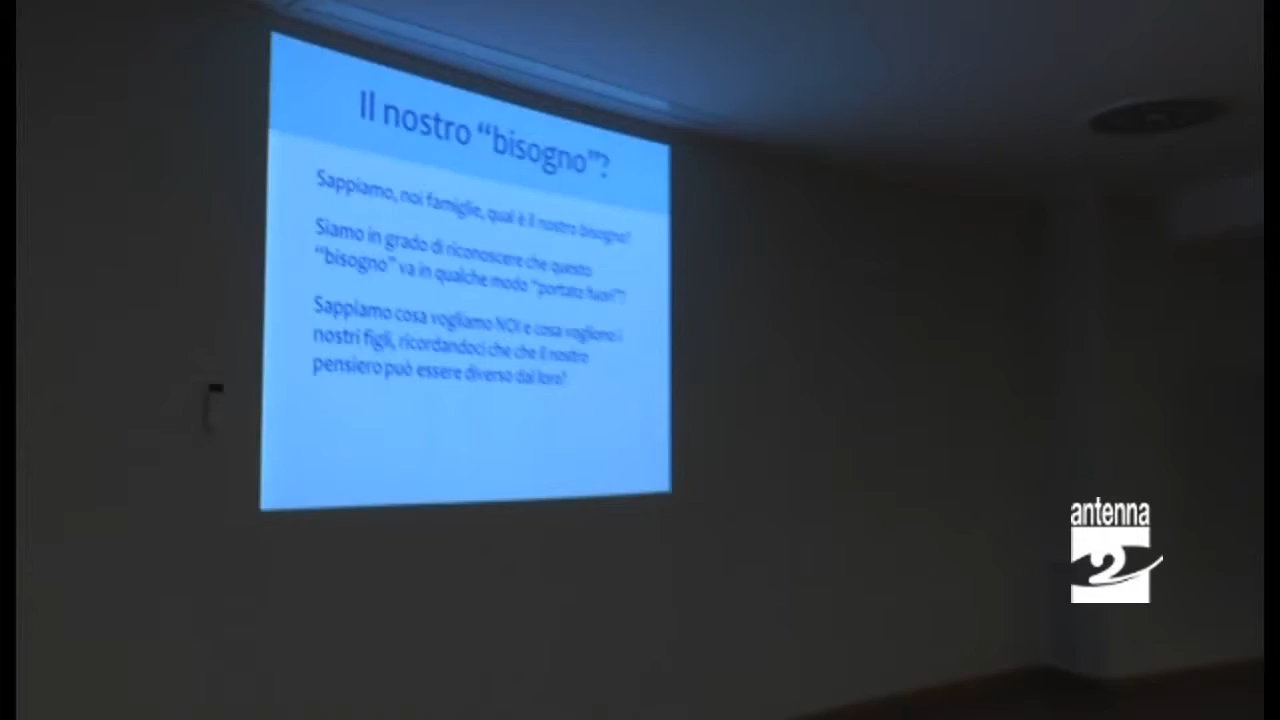 Il nostro “bisogno”?
Sappiamo, noi famiglie, qual è il nostro bisogno?
Siamo in grado di riconoscere che questo
“bisogno” va in qualche modo “portato fuori”?
Sappiamo cosa vogliamo NOI e cosa vogliono i
nostri figli, ricordandoci che che il nostro
pensiero può essere diverso dal loro?
antenna
2